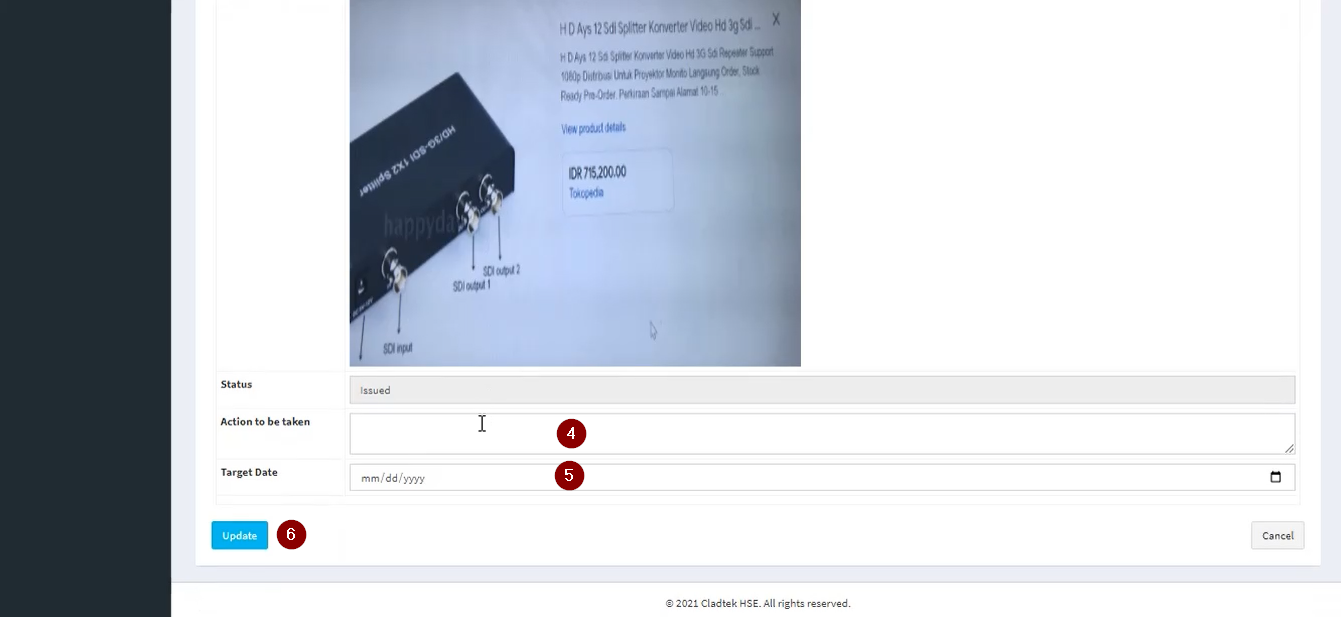 H D Ays 12 Sdi Splitter Konverter Video Hd 3g Sdi ... X
H D Ays 12 Sdi Splitter Konverter Video Hd 3G Sdi Repeater Support
1080p Distribusi Untuk Proyektor Monito Langsung Order, Stock
Ready Pre-Order. Perkiraan Sampai Alamat 10-15 ..
View product details
IDR 715,200.00
Tokopedia
HD/3G-SDI 1X2 Splitter
happyda
SDI output 2
SDI output 1
SDI input
Status
Issued
Action to be taken
4
Target Date
mm/dd/yyyy
5
Update
6
Cancel
© 2021 Cladtek HSE. All rights reserved.